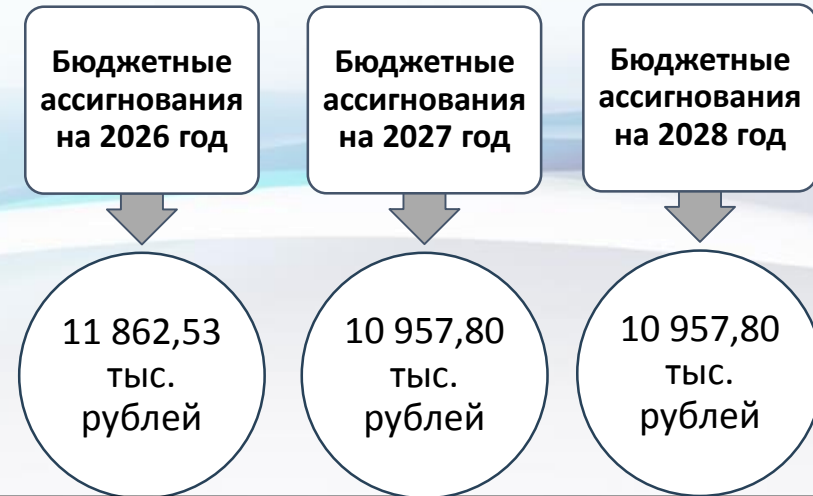 Бюджетные
ассигнования
на 2026 год
Бюджетные
ассигнования
на 2027 год
Бюджетные
ассигнования
на 2028 год
11 862,53
тыс.
рублей
10 957,80
тыс.
рублей
10 957,80
тыс.
рублей